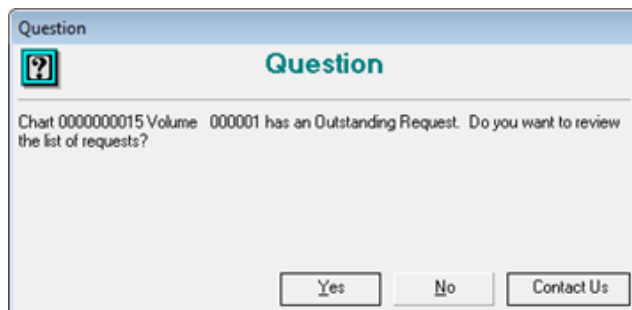 Question
Question
Chart 0000000015 Volume   000001 has an Outstanding Request.  Do you want to review
the list of requests?
Yes
No
Contact Us